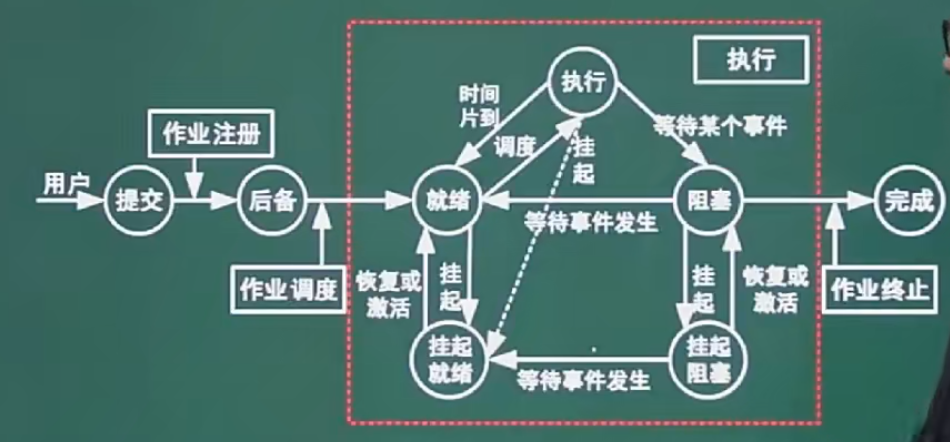 执行
执行
时间
片到
等待某个事件
作业注册
调度
挂
起
用户
提交
后备
就绪
阻塞
完成
等待事件发生
作业调度
恢复或
激活
挂
起
挂
起
恢复或
激活
作业终止
挂起
就绪
挂起
阻塞
等待事件发生